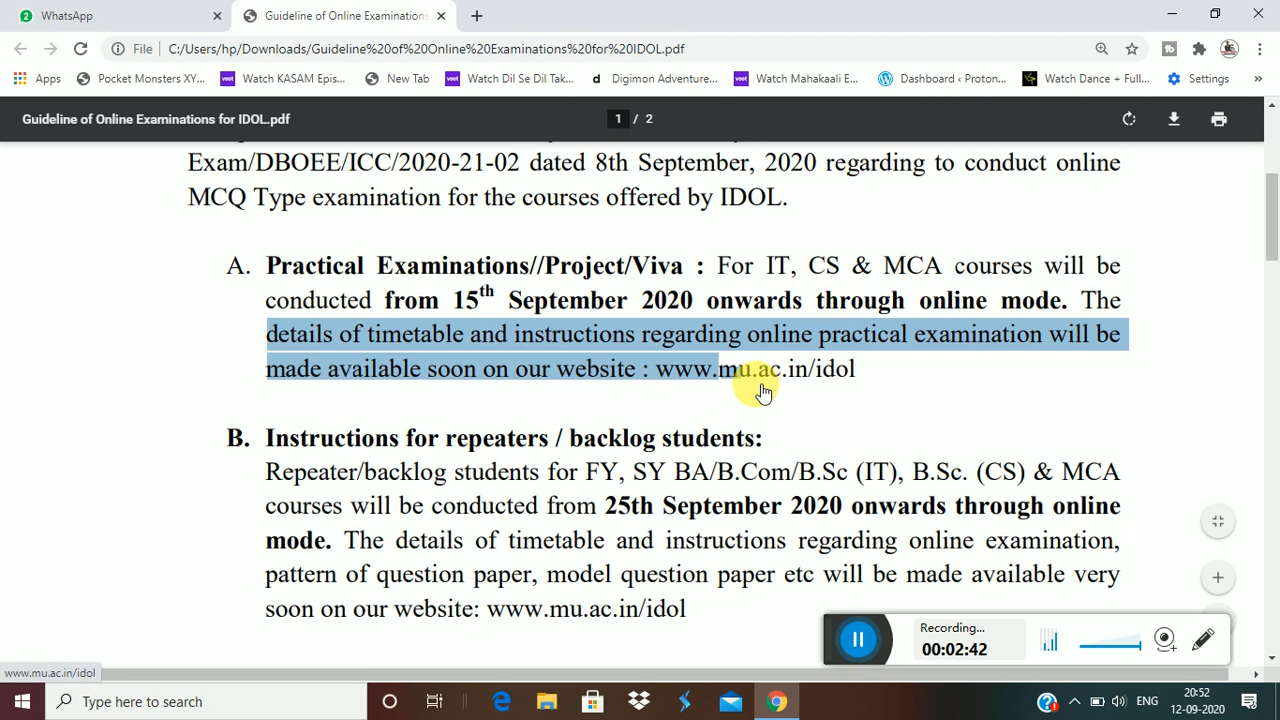 2 WhatsApp
Guideline of Online Examinations
File C:/Users/hp/Downloads/Guideline%20of%20Online%20Examinations%20for%20IDOL.pdf
Apps Pocket Monsters XY... voot Watch KASAM Epis... New Tab voot Watch Dil Se Dil Tak... d Digimon Adventure... voot Watch Mahakaali E... Dashboard ‹ Proton... Watch Dance + Full... Settings »
Guideline of Online Examinations for IDOL.pdf 1 / 2
Exam/DBOEE/ICC/2020-21-02 dated 8th September, 2020 regarding to conduct online
MCQ Type examination for the courses offered by IDOL.
A. Practical Examinations//Project/Viva : For IT, CS & MCA courses will be
conducted from 15th September 2020 onwards through online mode. The
details of timetable and instructions regarding online practical examination will be
made available soon on our website : www.mu.ac.in/idol
B. Instructions for repeaters / backlog students:
Repeater/backlog students for FY, SY BA/B.Com/B.Sc (IT), B.Sc. (CS) & MCA
courses will be conducted from 25th September 2020 onwards through online
mode. The details of timetable and instructions regarding online examination,
pattern of question paper, model question paper etc will be made available very
soon on our website: www.mu.ac.in/idol
Recording...
00:02:42
www.mu.ac.in/idol
Type here to search
ENG
20:52
12-09-2020